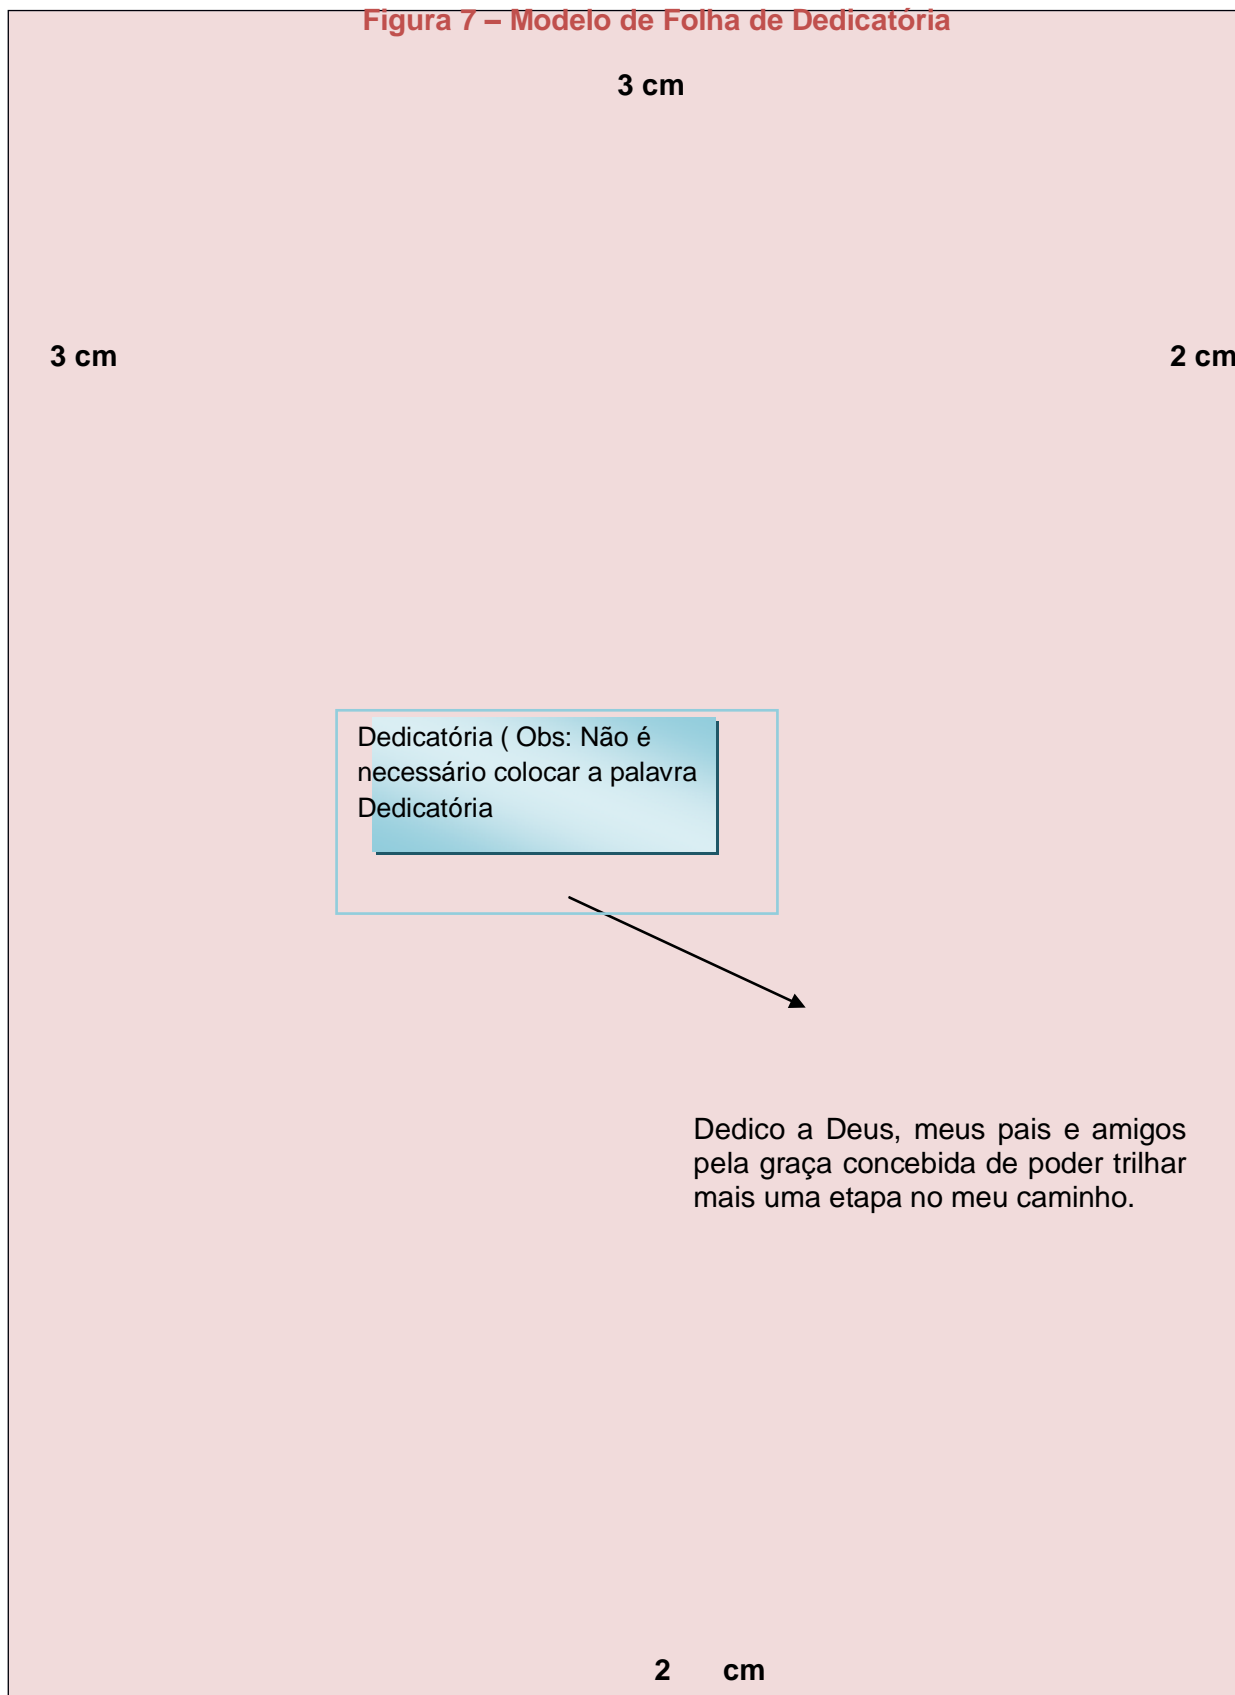 Figura 7 – Modelo de Folha de Dedicatória
3 cm
3 cm
2 cm
Dedicatória ( Obs: Não é
necessário colocar a palavra
Dedicatória
Dedico a Deus, meus pais e amigos
pela graça concebida de poder trilhar
mais uma etapa no meu caminho.
2 cm